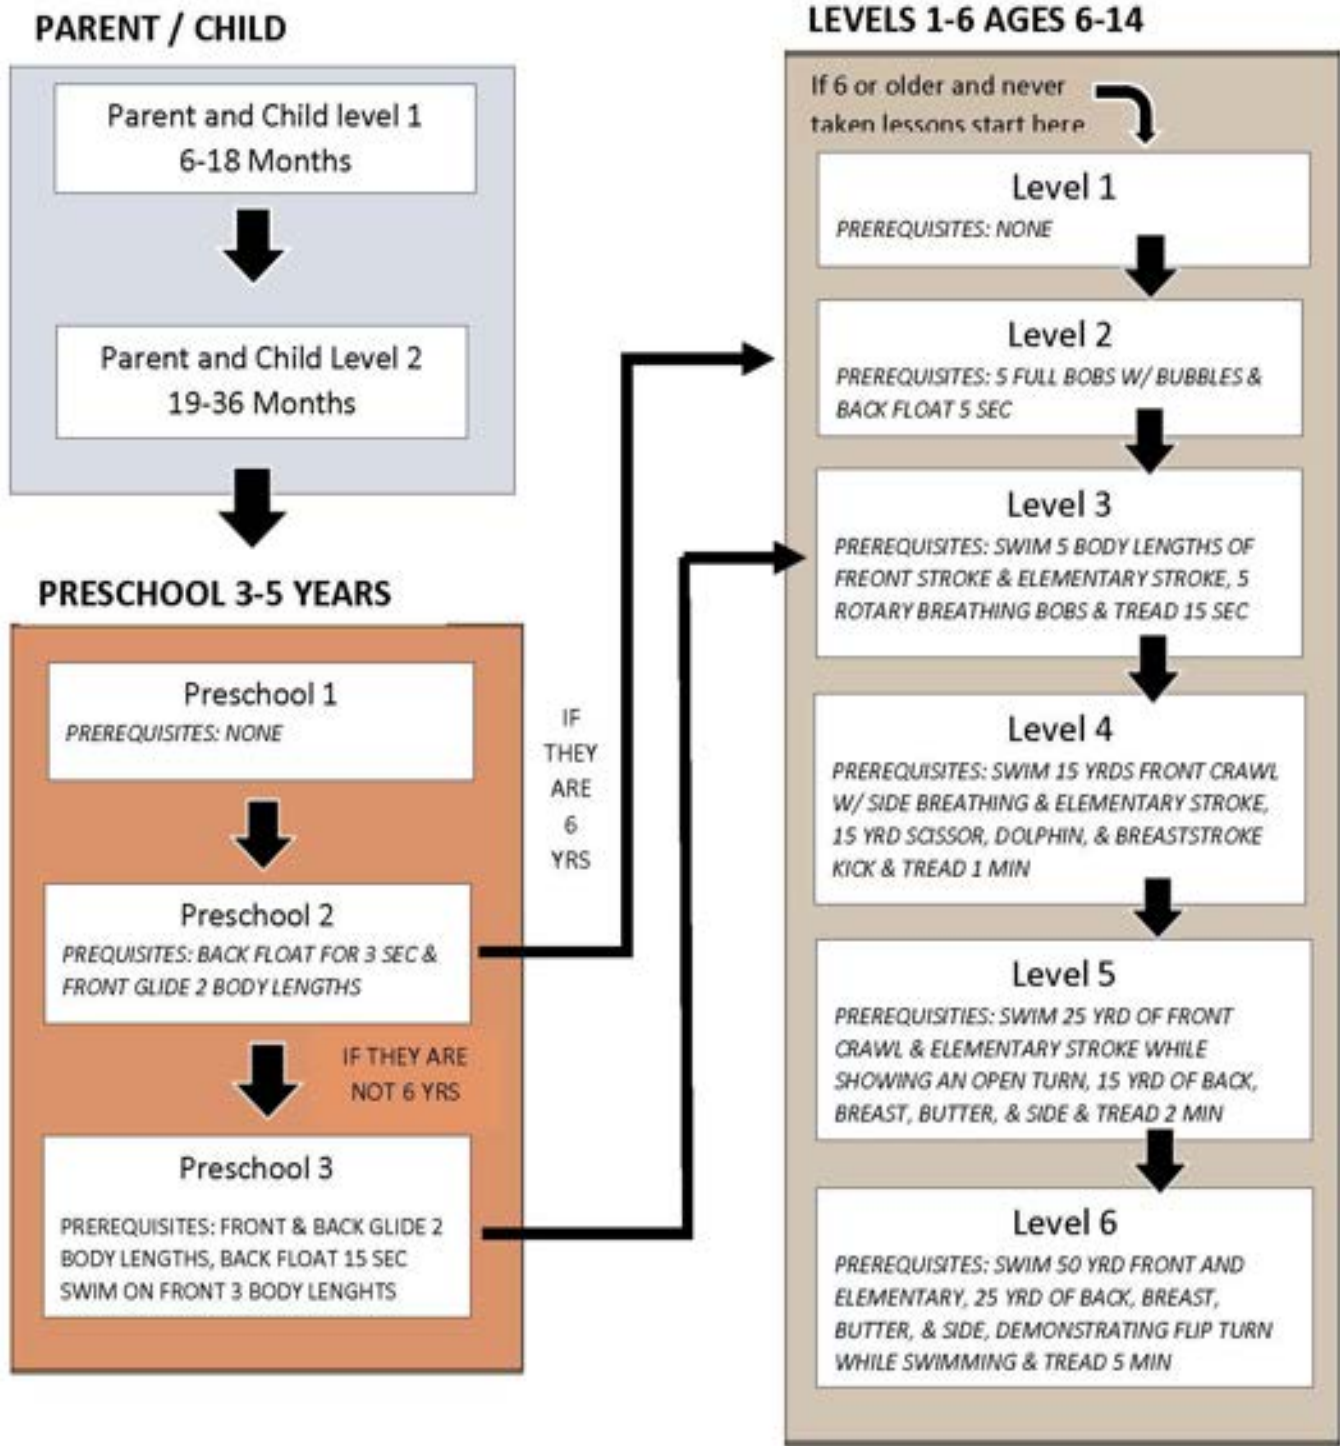 PARENT / CHILD
Parent and Child level 1
6-18 Months
Parent and Child Level 2
19-36 Months
PRESCHOOL 3-5 YEARS
Preschool 1
PREREQUISITES: NONE
Preschool 2
PREQUISITES: BACK FLOAT FOR 3 SEC &
FRONT GLIDE 2 BODY LENGTHS
IF THEY ARE
NOT 6 YRS
Preschool 3
PREREQUISITES: FRONT & BACK GLIDE 2
BODY LENGTHS, BACK FLOAT 15 SEC
SWIM ON FRONT 3 BODY LENGHTS
IF
THEY
ARE
6
YRS
LEVELS 1-6 AGES 6-14
If 6 or older and never
taken lessons start here
Level 1
PREREQUISITES: NONE
Level 2
PREREQUISITES: 5 FULL BOBS W/ BUBBLES &
BACK FLOAT 5 SEC
Level 3
PREREQUISITES: SWIM 5 BODY LENGTHS OF
FREONT STROKE & ELEMENTARY STROKE, 5
ROTARY BREATHING BOBS & TREAD 15 SEC
Level 4
PREREQUISITES: SWIM 15 YRDS FRONT CRAWL
W/ SIDE BREATHING & ELEMENTARY STROKE,
15 YRD SCISSOR, DOLPHIN, & BREASTSTROKE
KICK & TREAD 1 MIN
Level 5
PREREQUISITIES: SWIM 25 YRD OF FRONT
CRAWL & ELEMENTARY STROKE WHILE
SHOWING AN OPEN TURN, 15 YRD OF BACK,
BREAST, BUTTER, & SIDE & TREAD 2 MIN
Level 6
PREREQUISITES: SWIM 50 YRD FRONT AND
ELEMENTARY, 25 YRD OF BACK, BREAST,
BUTTER, & SIDE, DEMONSTRATING FLIP TURN
WHILE SWIMMING & TREAD 5 MIN